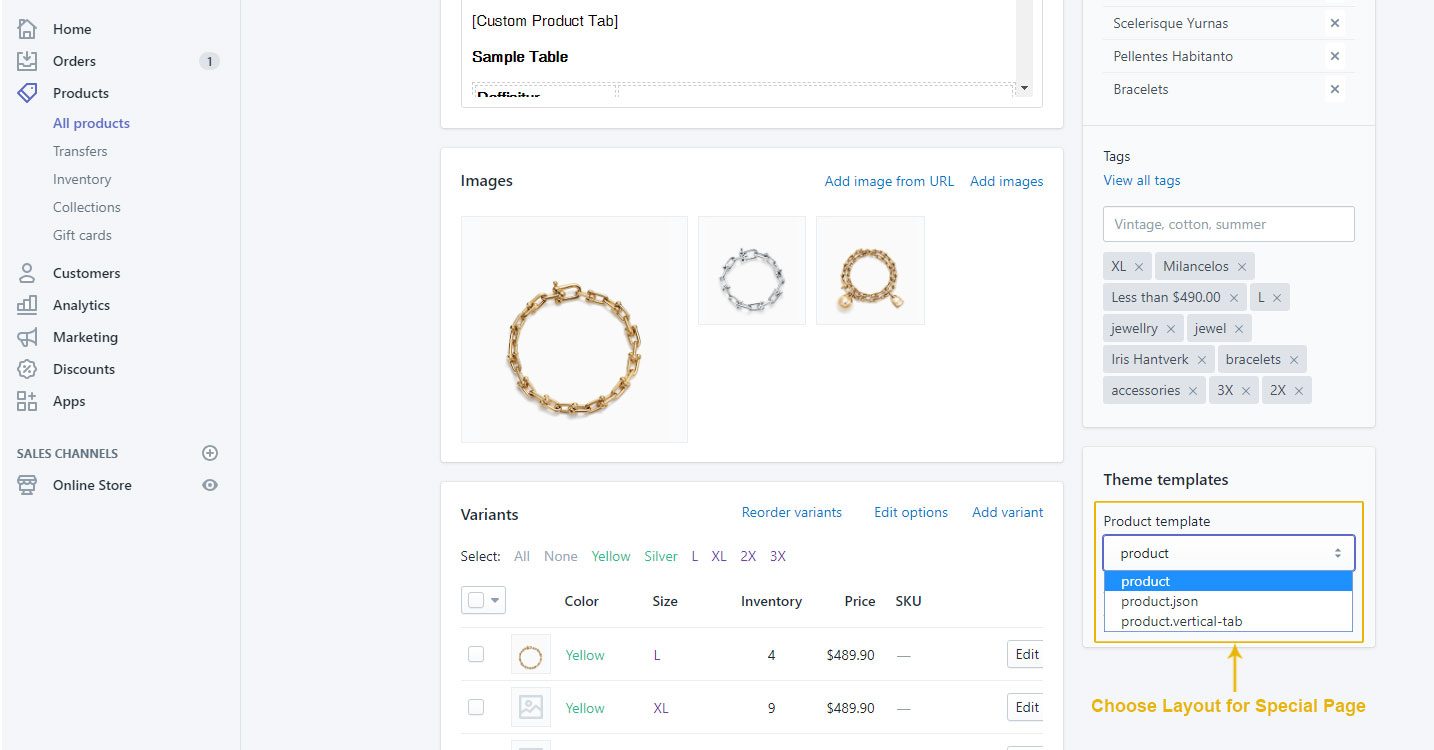 Home
Orders 1
Products
All products
Transfers
Inventory
Collections
Gift cards
Customers
Analytics
Marketing
Discounts
Apps
SALES CHANNELS
Online Store
[Custom Product Tab]
Sample Table
Images Add image from URL Add images
Variants Reorder variants Edit options Add variant
Select: All None Yellow Silver L XL 2X 3X
Color Size Inventory Price SKU
Yellow L 4 $489.90 — Edit
Yellow XL 9 $489.90 — Edit
Scelerisque Yurnas ×
Pellentes Habitanto ×
Bracelets ×
Tags
View all tags
Vintage, cotton, summer
XL × Milancelos ×
Less than $490.00 × L ×
jewellry × jewel ×
Iris Hantverk × bracelets ×
accessories × 3X × 2X ×
Theme templates
Product template
product
product
product.json
product.vertical-tab
Choose Layout for Special Page